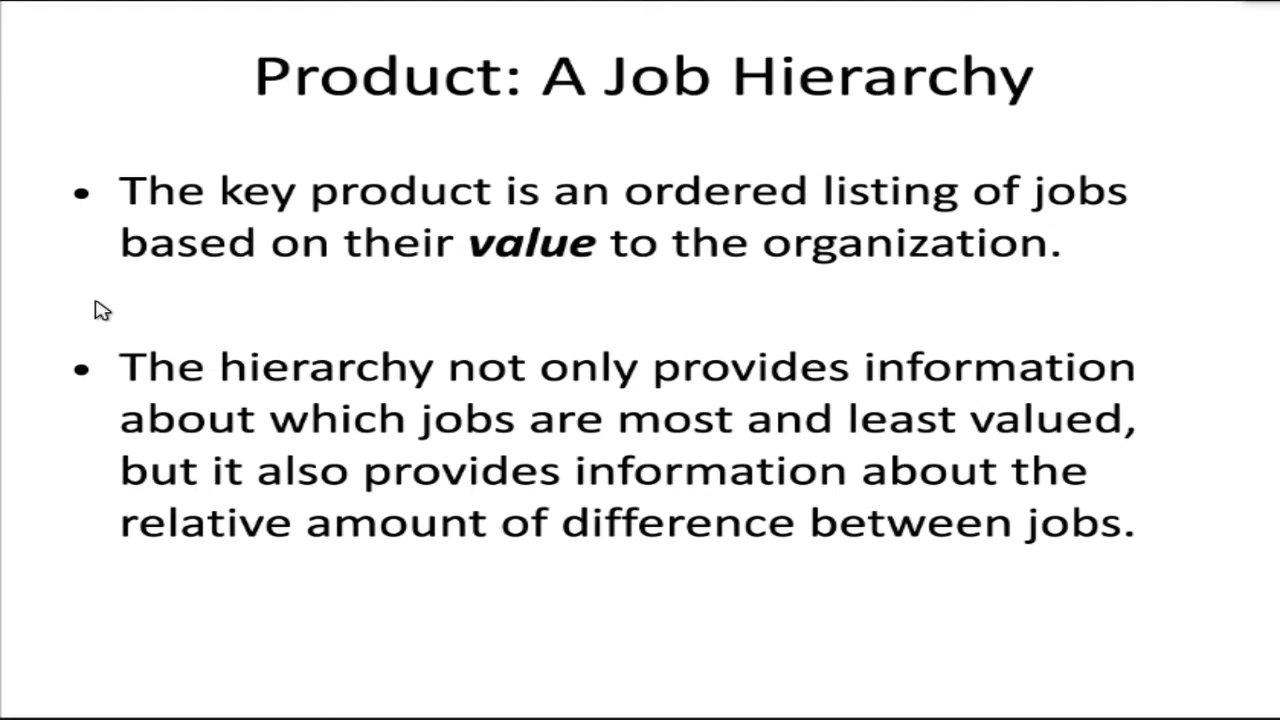 Product: A Job Hierarchy
• The key product is an ordered listing of jobs
based on their value to the organization.
• The hierarchy not only provides information
about which jobs are most and least valued,
but it also provides information about the
relative amount of difference between jobs.